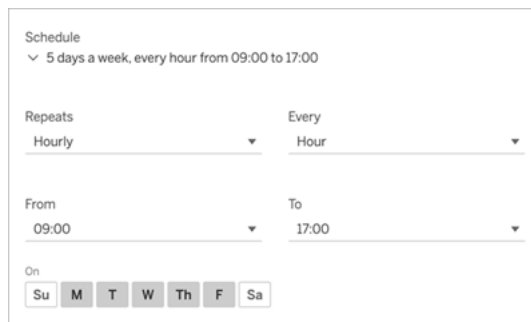 Schedule
5 days a week, every hour from 09:00 to 17:00
Repeats Every
Hourly Hour
From To
09:00 17:00
On
Su M T W Th F Sa